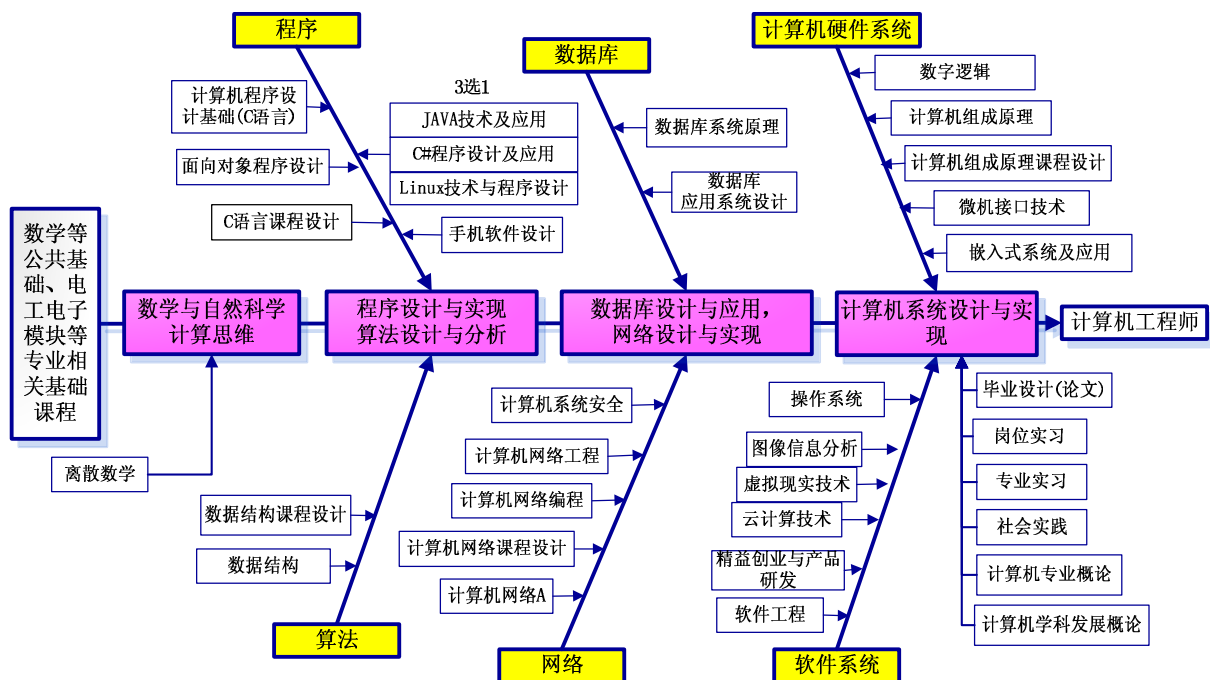 程序
数据库
计算机硬件系统
计算机程序设
计基础(C语言)
面向对象程序设计
C语言课程设计
3选1
JAVA技术及应用
C#程序设计及应用
Linux技术与程序设计
手机软件设计
数据库系统原理
数据库
应用系统设计
数字逻辑
计算机组成原理
计算机组成原理课程设计
微机接口技术
嵌入式系统及应用
数学等
公共基
础、电
工电子
模块等
专业相
关基础
课程
数学与自然科学
计算思维
程序设计与实现
算法设计与分析
数据库设计与应用,
网络设计与实现
计算机系统设计与实
现
计算机工程师
离散数学
数据结构课程设计
数据结构
算法
计算机系统安全
计算机网络工程
计算机网络编程
计算机网络课程设计
计算机网络A
网络
操作系统
图像信息分析
虚拟现实技术
云计算技术
精益创业与产品
研发
软件工程
软件系统
毕业设计(论文)
岗位实习
专业实习
社会实践
计算机专业概论
计算机学科发展概论